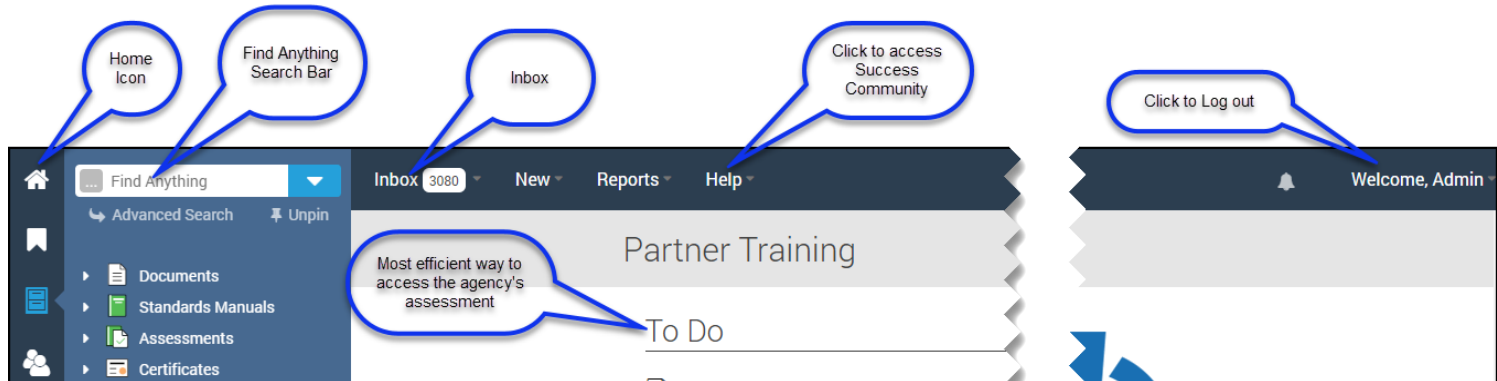 Home
Icon
Find Anything
Search Bar
Inbox
Click to access
Success
Community
Click to Log out
... Find Anything
Inbox 3080 New Reports Help
Welcome, Admin
Advanced Search Unpin
Partner Training
Most efficient way to
access the agency's
assessment
Documents
Standards Manuals
Assessments
Certificates
To Do